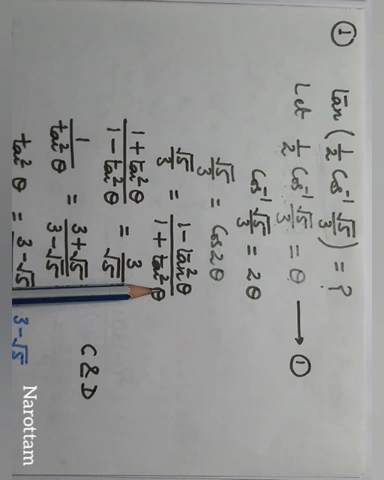 ① tan(1/2 cos⁻¹ √5/3) = ?
Let 1/2 cos⁻¹ √5/3 = θ ⟶ ①
cos⁻¹ √5/3 = 2θ
√5/3 = cos2θ
√5/3 = (1 - tan²θ)/(1 + tan²θ)
(1 + tan²θ)/(1 - tan²θ) = 3/√5
C & D
1/tan²θ = (3+√5)/(3-√5)
tan²θ = 3-√5 3-√5
Narottam